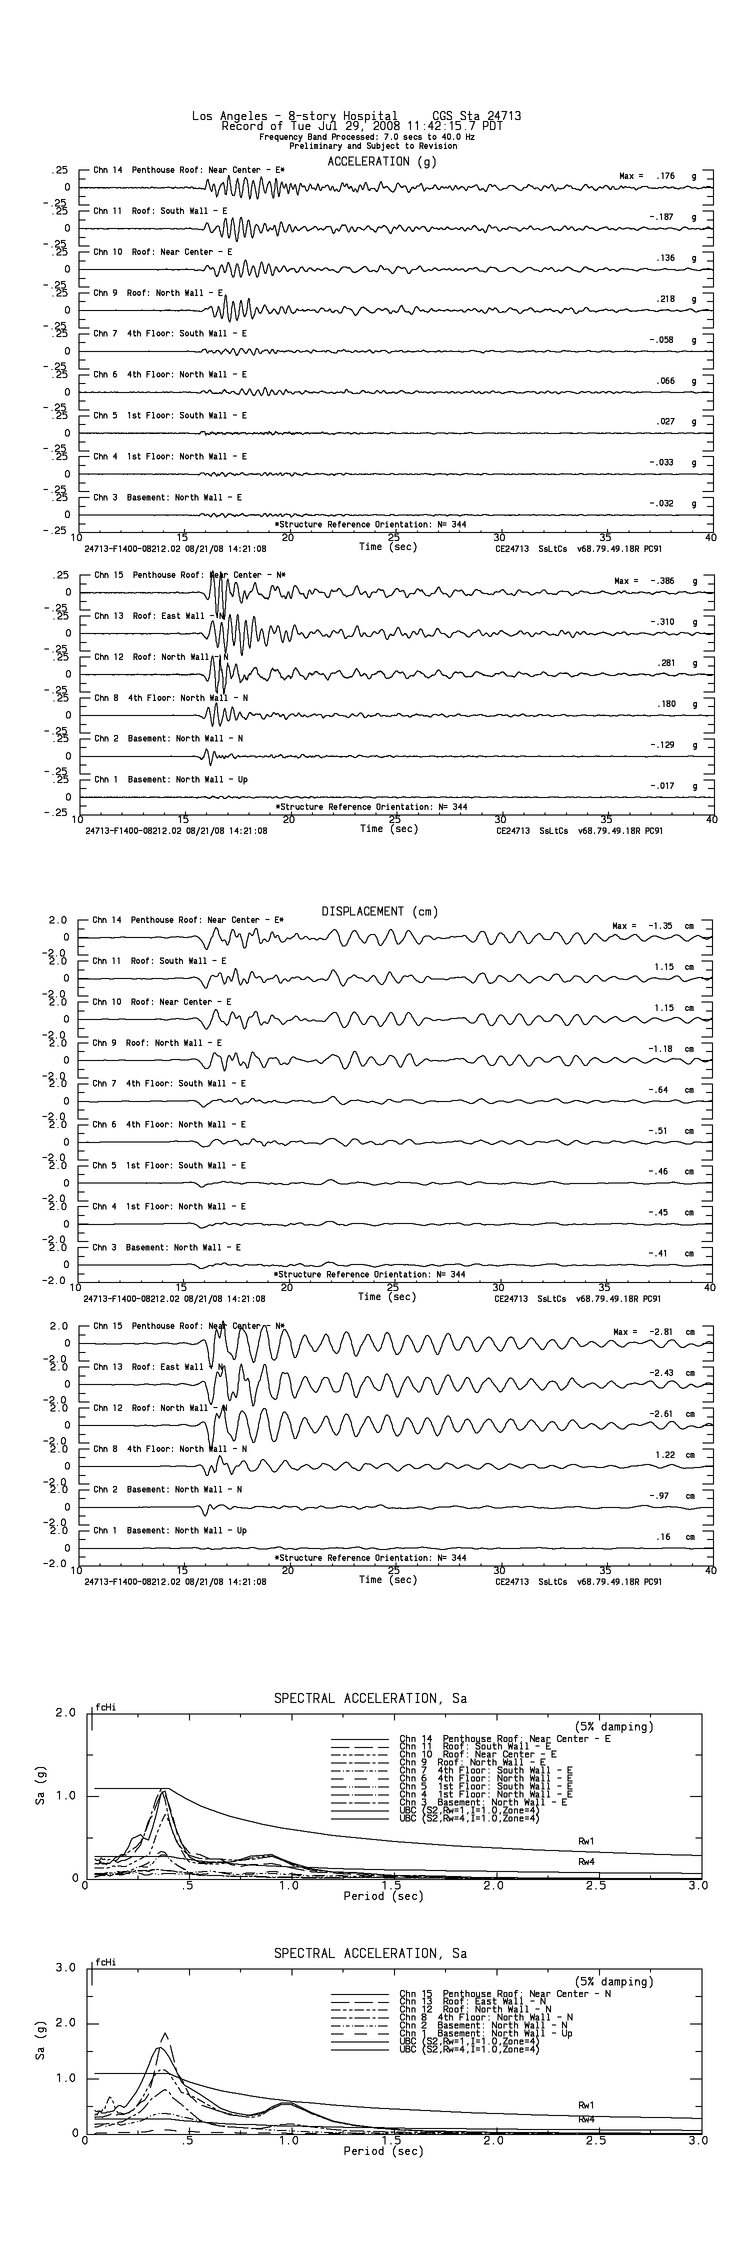 Los Angeles - 8-story Hospital CGS Sta 24713
Record of Tue Jul 29, 2008 11:42:15.7 PDT
Frequency Band Processed: 7.0 secs to 40.0 Hz
Preliminary and Subject to Revision
ACCELERATION (g)
.25 Chn 14 Penthouse Roof: Near Center - E* Max = .176 g
0
-.25
.25 Chn 11 Roof: South Wall - E -.187 g
0
-.25
.25 Chn 10 Roof: Near Center - E .136 g
0
-.25
.25 Chn 9 Roof: North Wall - E .218 g
0
-.25
.25 Chn 7 4th Floor: South Wall - E -.058 g
0
-.25
.25 Chn 6 4th Floor: North Wall - E .066 g
0
-.25
.25 Chn 5 1st Floor: South Wall - E .027 g
0
-.25
.25 Chn 4 1st Floor: North Wall - E -.033 g
0
-.25
.25 Chn 3 Basement: North Wall - E -.032 g
0
-.25 *Structure Reference Orientation: N= 344
10 15 20 25 30 35 40
24713-F1400-08212.02 08/21/08 14:21:08 Time (sec) CE24713 SsLtCs v68.79.49.18R PC91
.25 Chn 15 Penthouse Roof: Near Center - N* Max = -.386 g
0
-.25
.25 Chn 13 Roof: East Wall - N -.310 g
0
-.25
.25 Chn 12 Roof: North Wall - N .281 g
0
-.25
.25 Chn 8 4th Floor: North Wall - N .180 g
0
-.25
.25 Chn 2 Basement: North Wall - N -.129 g
0
-.25
.25 Chn 1 Basement: North Wall - Up -.017 g
0
-.25 *Structure Reference Orientation: N= 344
10 15 20 25 30 35 40
24713-F1400-08212.02 08/21/08 14:21:08 Time (sec) CE24713 SsLtCs v68.79.49.18R PC91
DISPLACEMENT (cm)
2.0 Chn 14 Penthouse Roof: Near Center - E* Max = -1.35 cm
0
-2.0
2.0 Chn 11 Roof: South Wall - E 1.15 cm
0
-2.0
2.0 Chn 10 Roof: Near Center - E 1.15 cm
0
-2.0
2.0 Chn 9 Roof: North Wall - E -1.18 cm
0
-2.0
2.0 Chn 7 4th Floor: South Wall - E -.64 cm
0
-2.0
2.0 Chn 6 4th Floor: North Wall - E -.51 cm
0
-2.0
2.0 Chn 5 1st Floor: South Wall - E -.46 cm
0
-2.0
2.0 Chn 4 1st Floor: North Wall - E -.45 cm
0
-2.0
2.0 Chn 3 Basement: North Wall - E -.41 cm
0
-2.0 *Structure Reference Orientation: N= 344
10 15 20 25 30 35 40
24713-F1400-08212.02 08/21/08 14:21:08 Time (sec) CE24713 SsLtCs v68.79.49.18R PC91
2.0 Chn 15 Penthouse Roof: Near Center - N* Max = -2.81 cm
0
-2.0
2.0 Chn 13 Roof: East Wall - N -2.43 cm
0
-2.0
2.0 Chn 12 Roof: North Wall - N -2.61 cm
0
-2.0
2.0 Chn 8 4th Floor: North Wall - N 1.22 cm
0
-2.0
2.0 Chn 2 Basement: North Wall - N -.97 cm
0
-2.0
2.0 Chn 1 Basement: North Wall - Up .16 cm
0
-2.0 *Structure Reference Orientation: N= 344
10 15 20 25 30 35 40
24713-F1400-08212.02 08/21/08 14:21:08 Time (sec) CE24713 SsLtCs v68.79.49.18R PC91
SPECTRAL ACCELERATION, Sa
fcHi
2.0
(5% damping)
Chn 14 Penthouse Roof: Near Center - E
Chn 11 Roof: South Wall - E
Chn 10 Roof: Near Center - E
Chn 9 Roof: North Wall - E
Chn 7 4th Floor: South Wall - E
Chn 6 4th Floor: North Wall - E
Chn 5 1st Floor: South Wall - E
Chn 4 1st Floor: North Wall - E
Chn 3 Basement: North Wall - E
UBC (S2,Rw=1,I=1.0,Zone=4)
UBC (S2,Rw=4,I=1.0,Zone=4)
Sa (g)
1.0
Rw1
Rw4
0
0 .5 1.0 1.5 2.0 2.5 3.0
Period (sec)
SPECTRAL ACCELERATION, Sa
fcHi
3.0
(5% damping)
Chn 15 Penthouse Roof: Near Center - N
Chn 13 Roof: East Wall - N
Chn 12 Roof: North Wall - N
Chn 8 4th Floor: North Wall - N
Chn 2 Basement: North Wall - N
Chn 1 Basement: North Wall - Up
UBC (S2,Rw=1,I=1.0,Zone=4)
UBC (S2,Rw=4,I=1.0,Zone=4)
2.0
Sa (g)
1.0
Rw1
Rw4
0
0 .5 1.0 1.5 2.0 2.5 3.0
Period (sec)